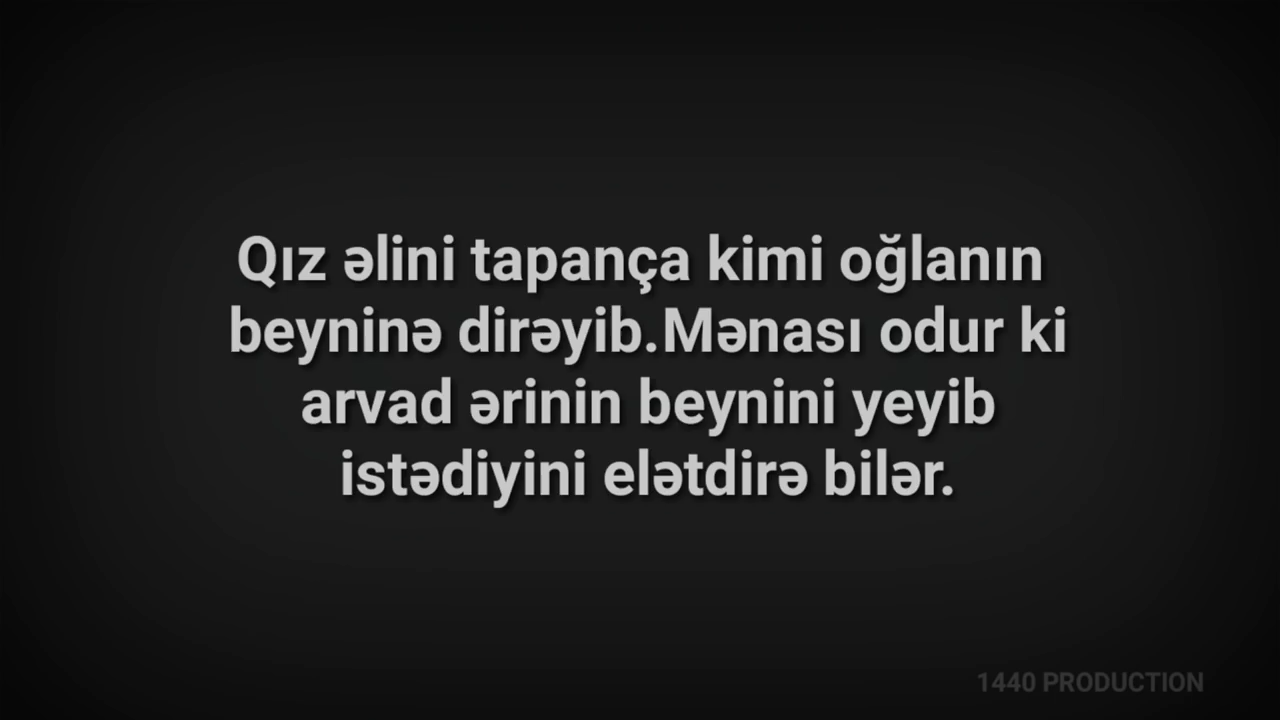 Qız əlini tapança kimi oğlanın
beyninə dirəyib.Mənası odur ki
arvad ərinin beynini yeyib
istədiyini elətdirə bilər.
1440 PRODUCTION